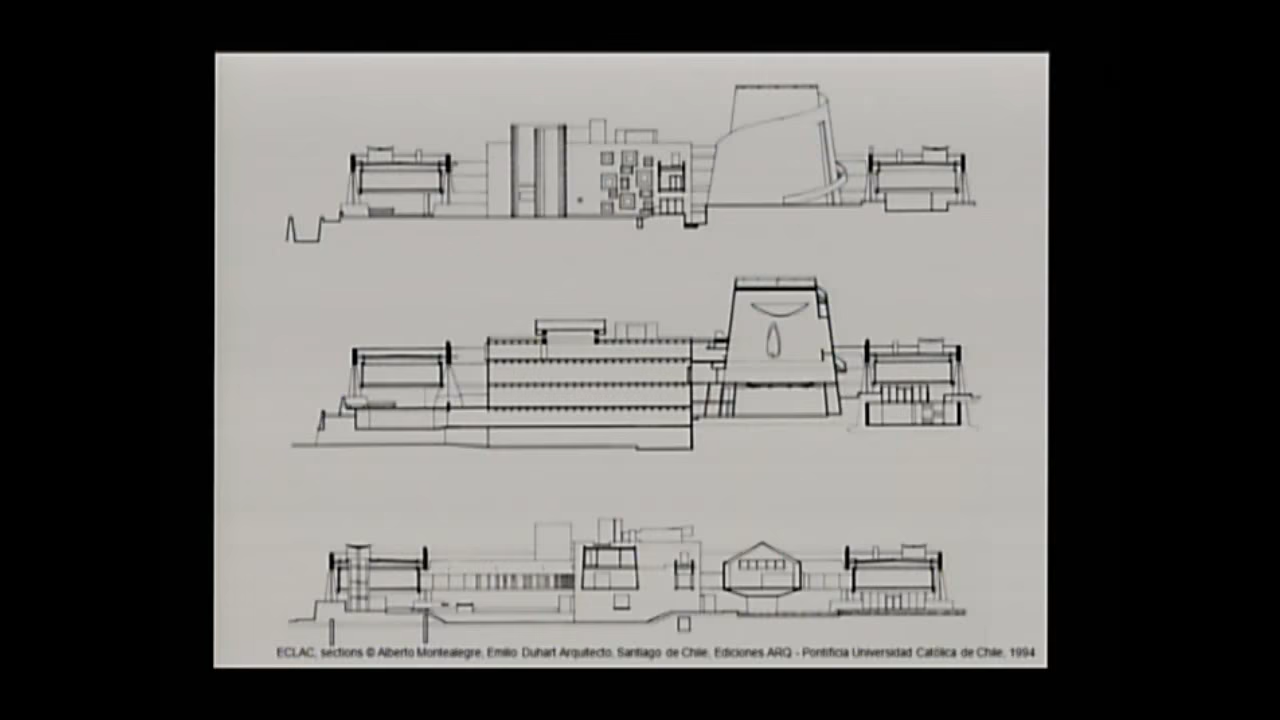 ECLAC, sections © Alberto Montealegre, Emilio Duhart Arquitecto, Santiago de Chile, Ediciones ARQ - Pontificia Universidad Católica de Chile, 1994